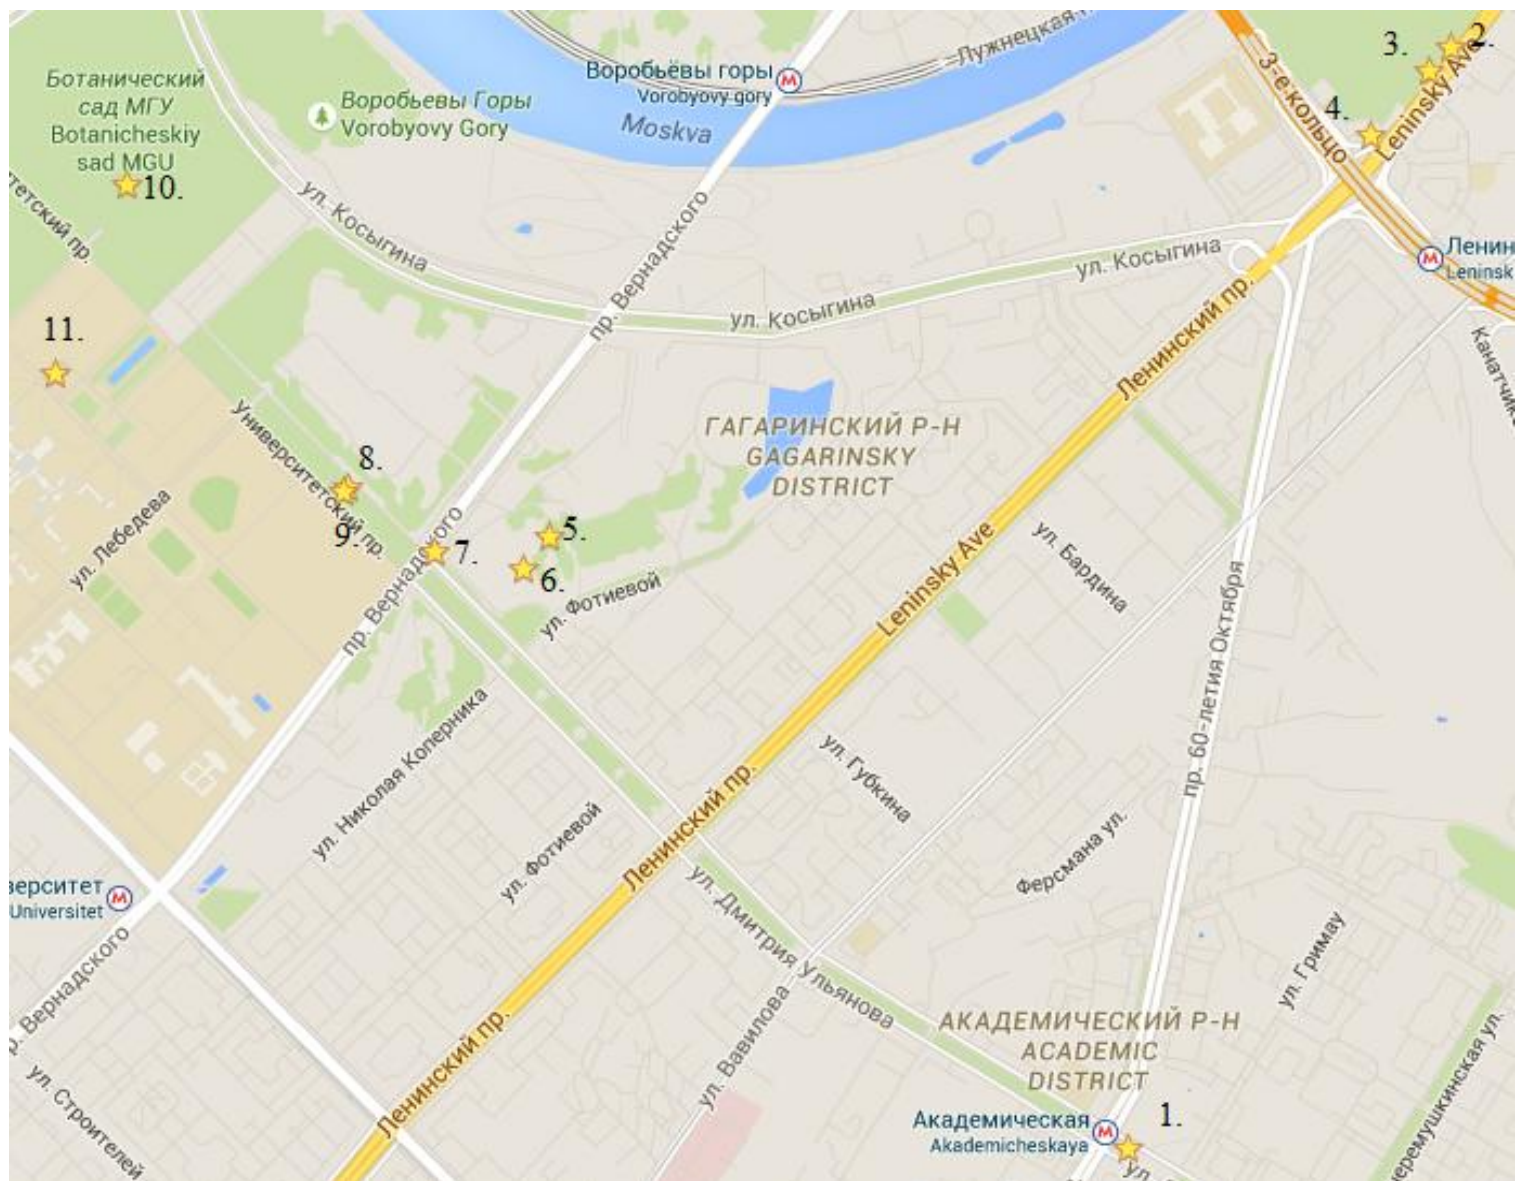 Ботанический
сад МГУ
Botanicheskiy
sad MGU
10.
Воробьевы Горы
Vorobyovy Gory
Воробьёвы горы
Vorobyovy gory
Moskva
Лужнецкая
3-е кольцо
2.
3.
4.
Leninsky Ave
тетский пр.
ул. Косыгина
пр. Вернадского
ул. Косыгина
ул. Косыгина
Ленин
Leninsk
Ленинский пр.
Канатчико
11.
Университетский пр.
ГАГАРИНСКИЙ Р-Н
GAGARINSKY
DISTRICT
8.
9.
7.
5.
6.
ул. Лебедева
ул. Фотиевой
Leninsky Ave
ул. Бардина
пр. Вернадского
пр. 60-летия Октября
ул. Николая Коперника
ул. Губкина
ул. Фотиевой
Ленинский пр.
Ферсмана ул.
верситет
Universitet
ул. Дмитрия Ульянова
ул. Гримау
р. Вернадского
ул. Вавилова
АКАДЕМИЧЕСКИЙ Р-Н
ACADEMIC
DISTRICT
Ленинский пр.
ул. Строителей
Академическая
Akademicheskaya
1.
еремушкинская ул.
ул.